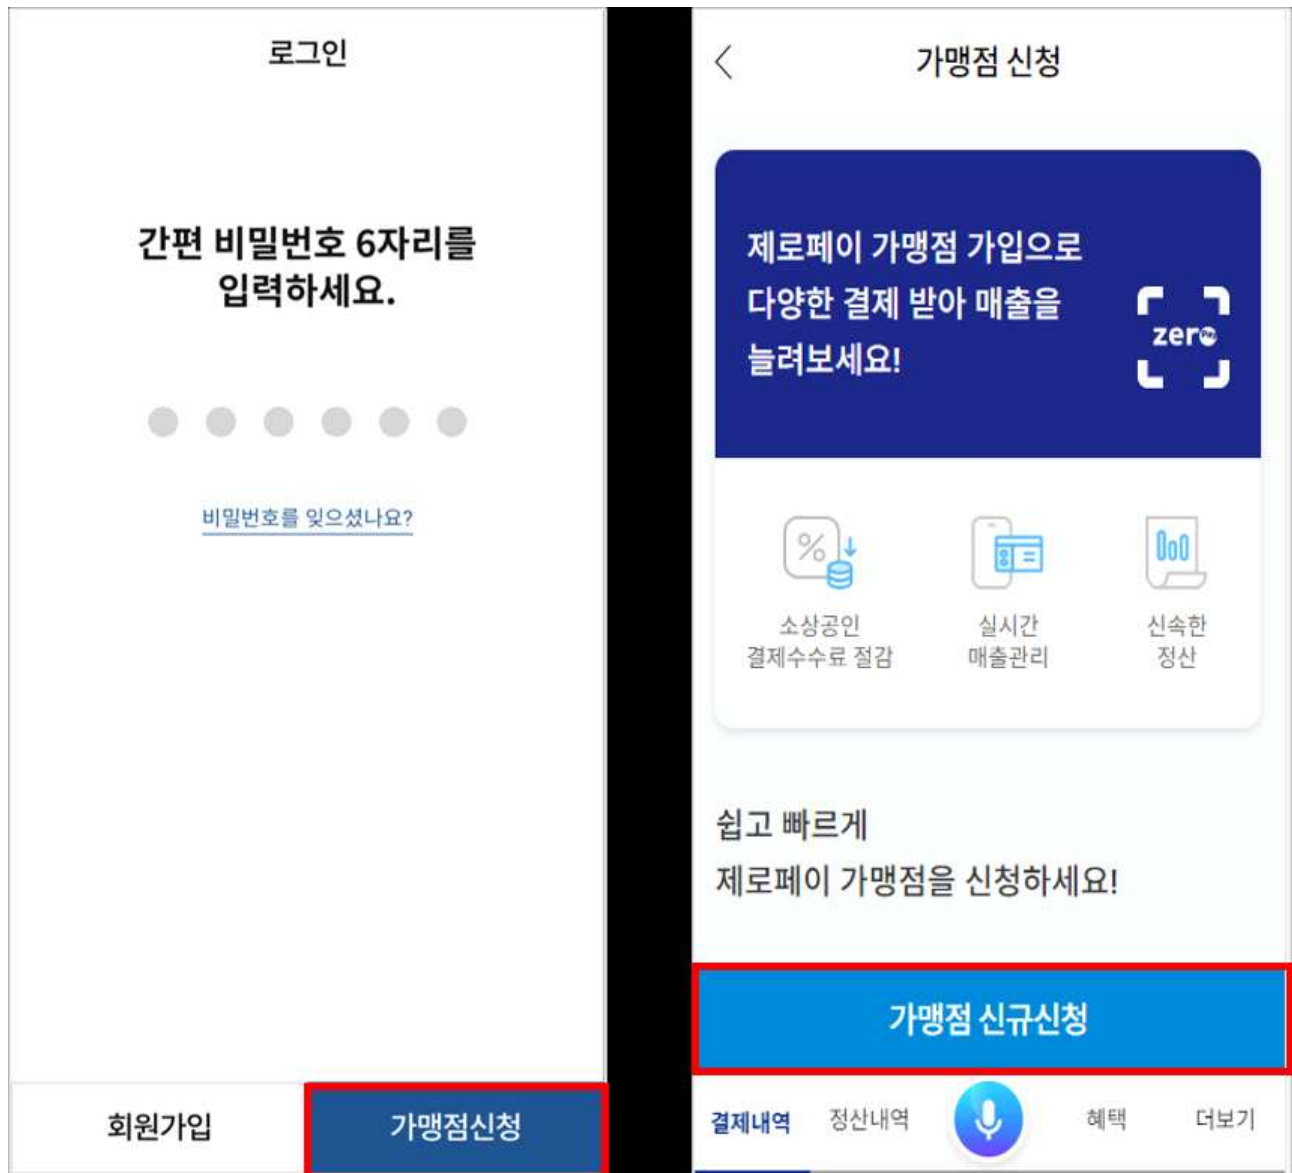 로그인
간편 비밀번호 6자리를
입력하세요.
비밀번호를 잊으셨나요?
회원가입
가맹점신청
가맹점 신청
제로페이 가맹점 가입으로
다양한 결제 받아 매출을
늘려보세요!
zero
Pay
소상공인
결제수수료 절감
실시간
매출관리
신속한
정산
쉽고 빠르게
제로페이 가맹점을 신청하세요!
가맹점 신규신청
결제내역
정산내역
혜택
더보기